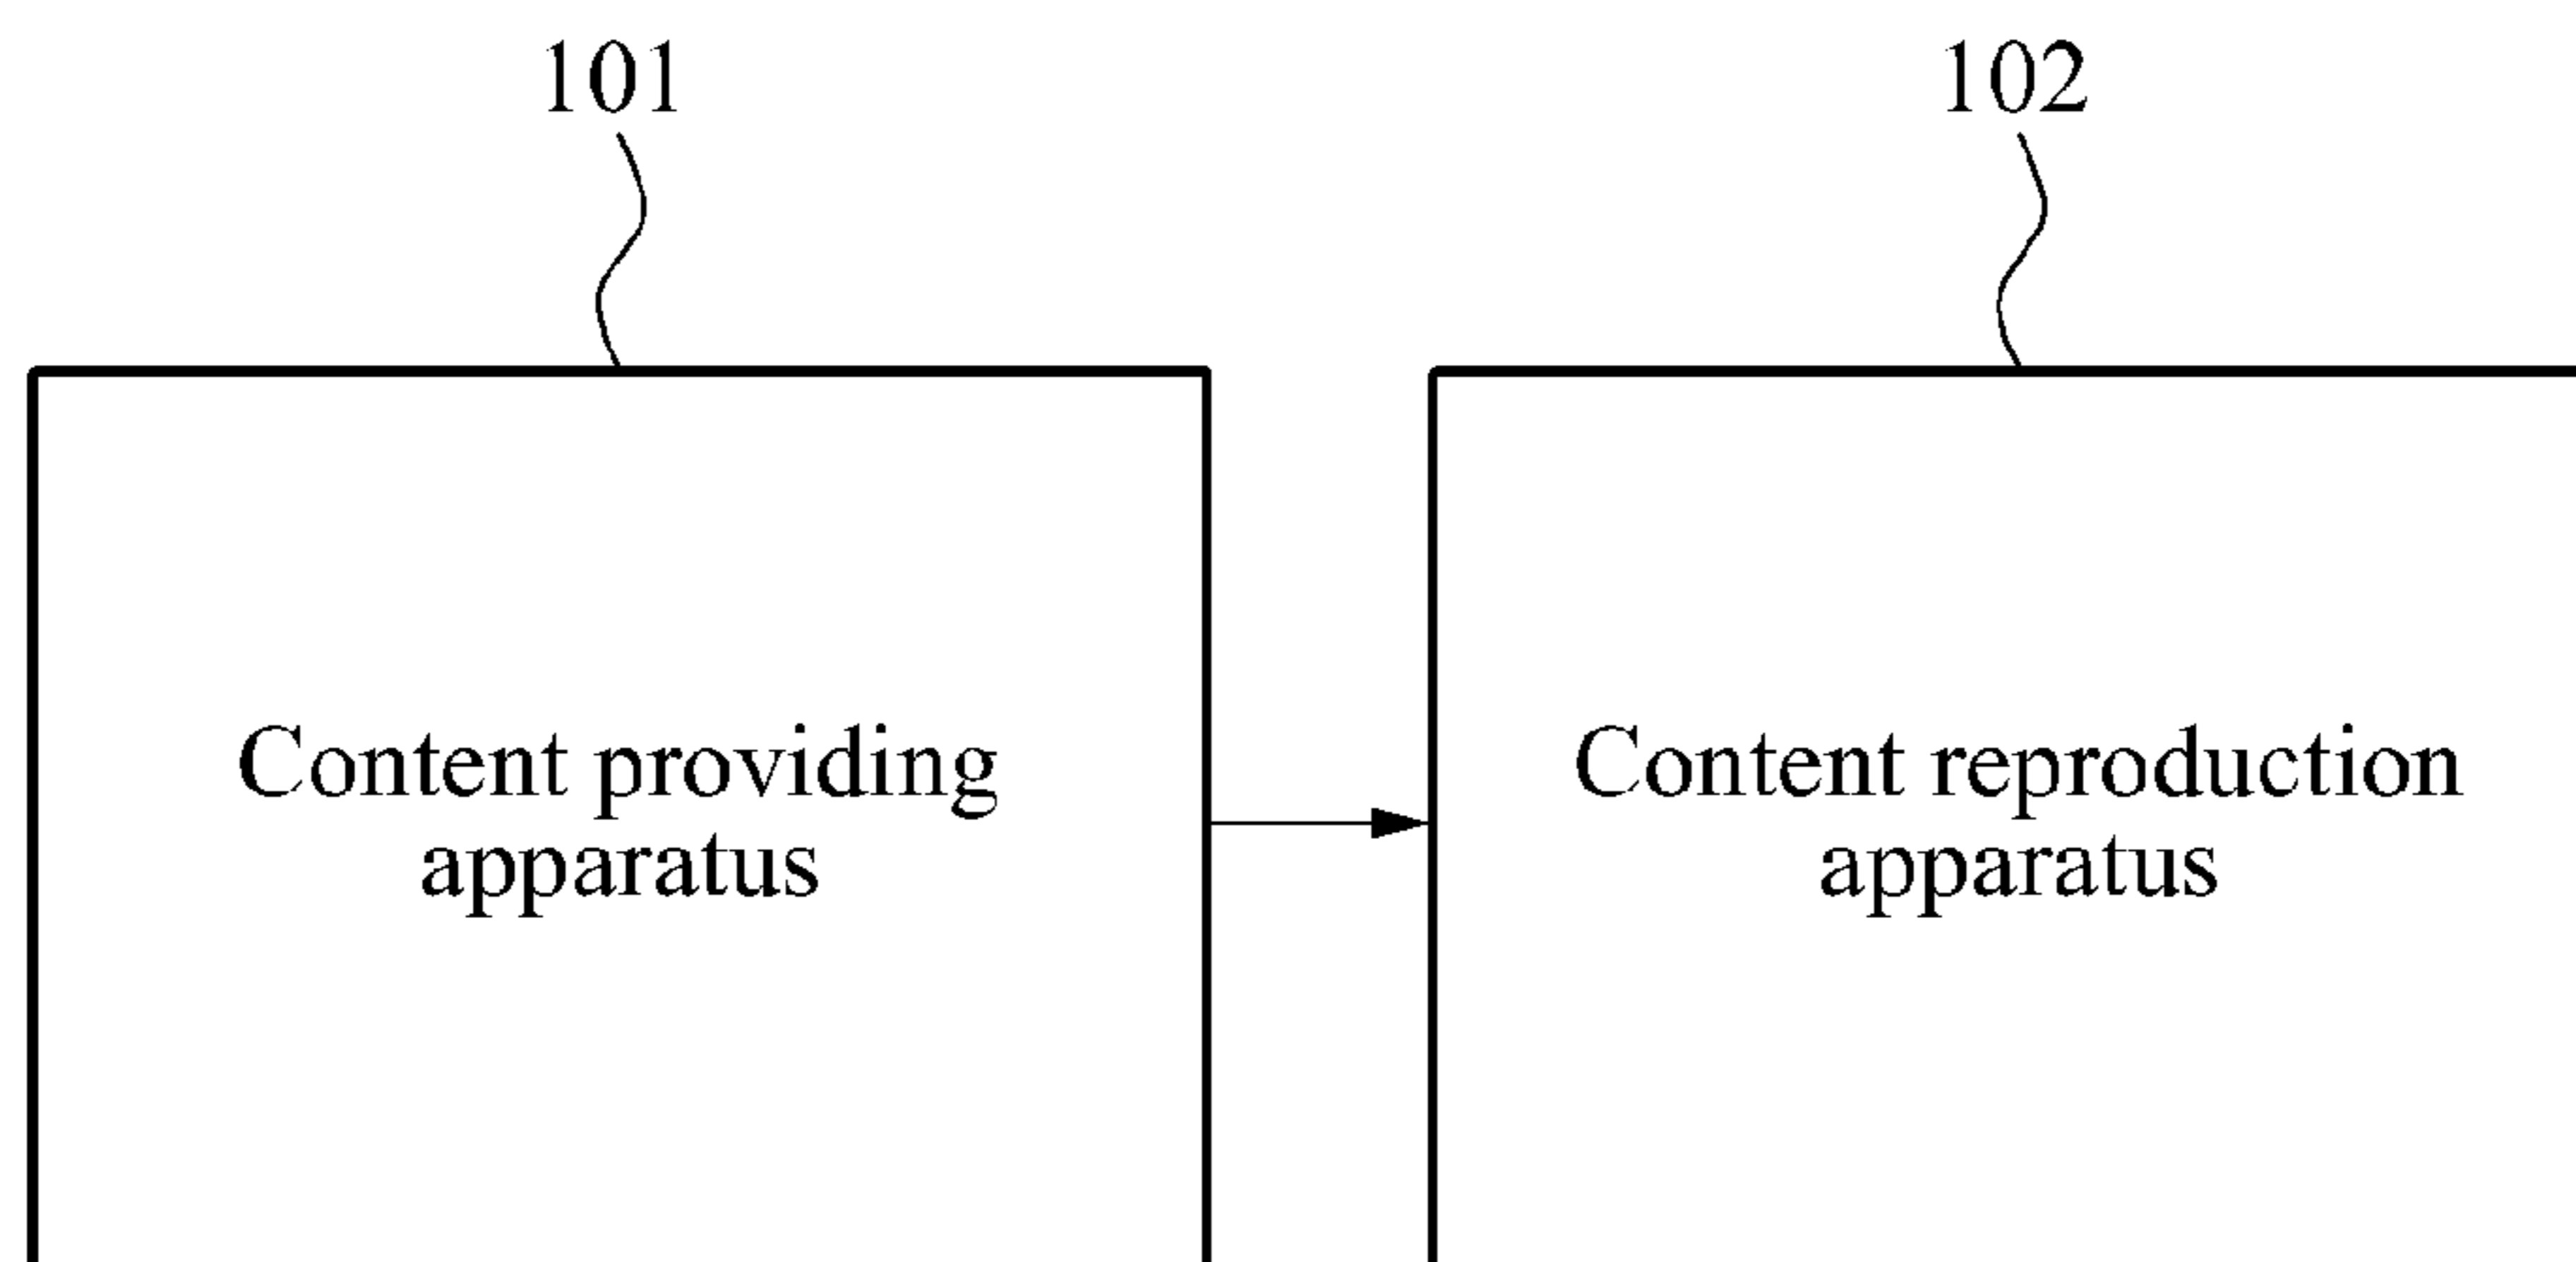 101
102
Content providing
apparatus
Content reproduction
apparatus